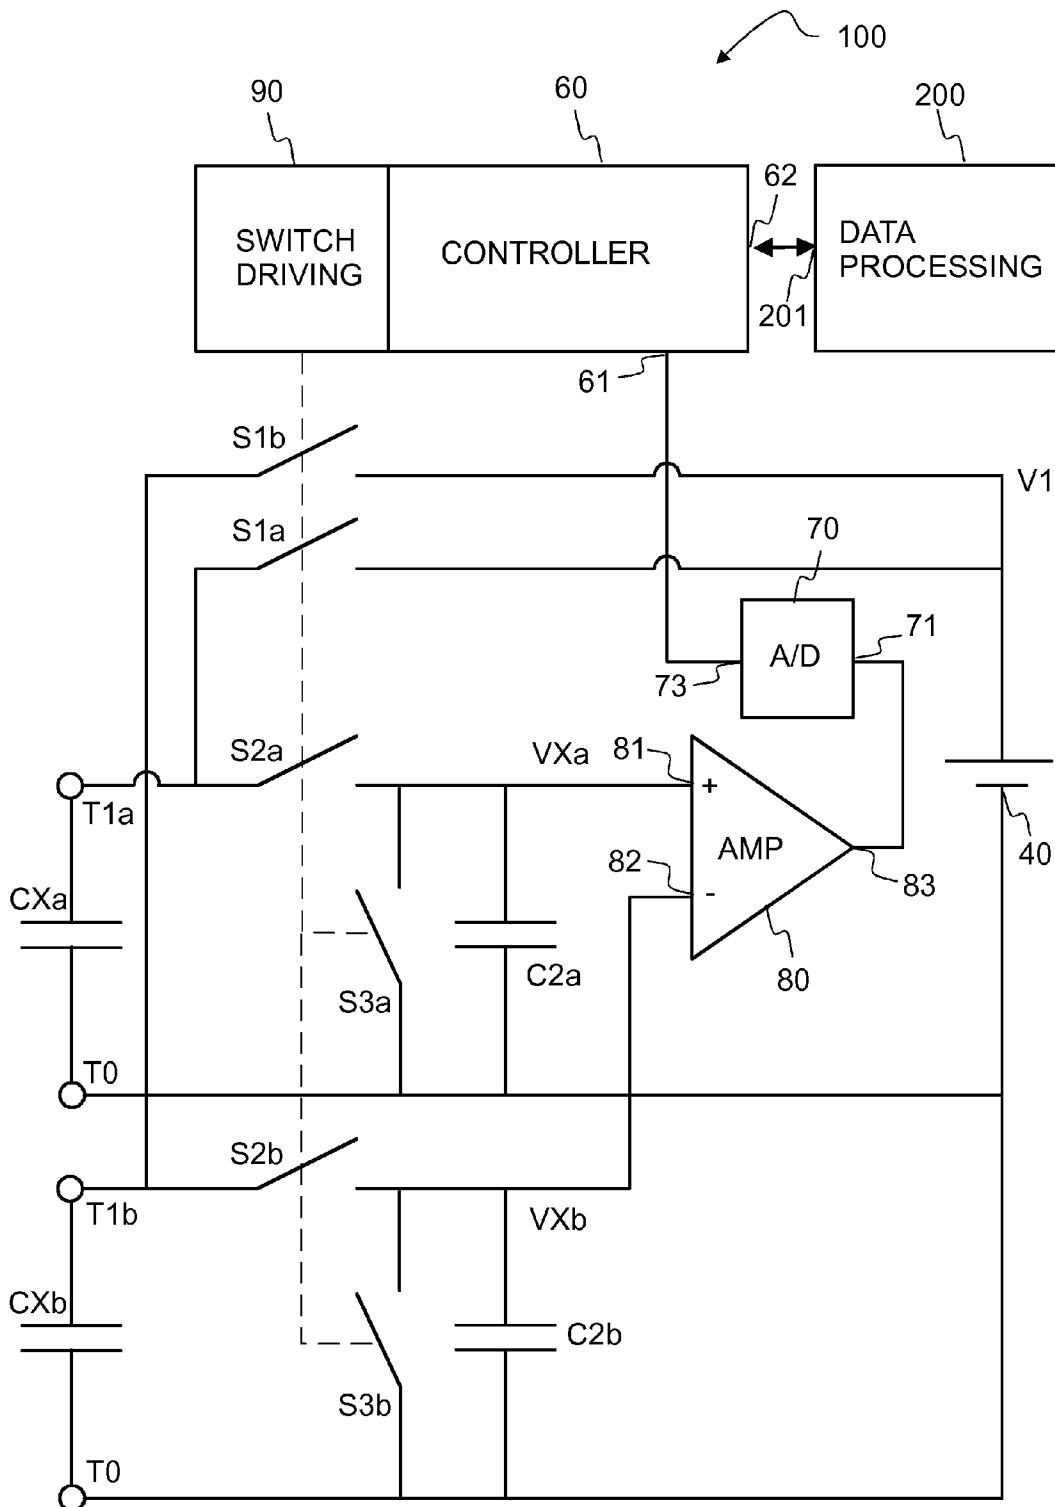 100
90
60
200
62
SWITCH
DRIVING
CONTROLLER
DATA
PROCESSING
201
61
S1b
V1
S1a
70
71
A/D
73
S2a
VXa
81
+
T1a
AMP
82
-
83
40
CXa
80
C2a
S3a
T0
S2b
T1b
VXb
CXb
C2b
S3b
T0